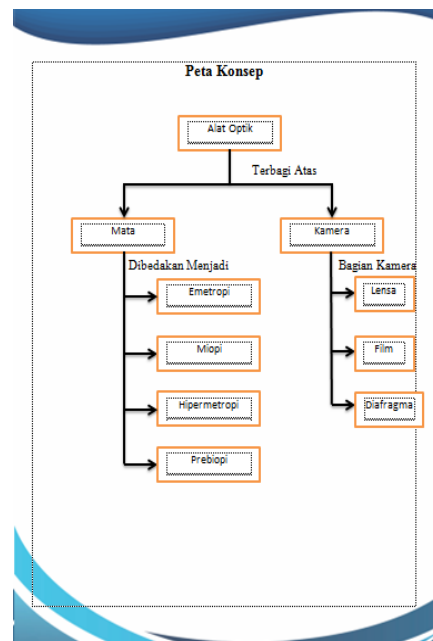 Peta Konsep
Alat Optik
Terbagi Atas
Mata
Kamera
Dibedakan Menjadi
Bagian Kamera
Emetropi
Lensa
Miopi
Film
Hipermetropi
Diafragma
Prebiopi